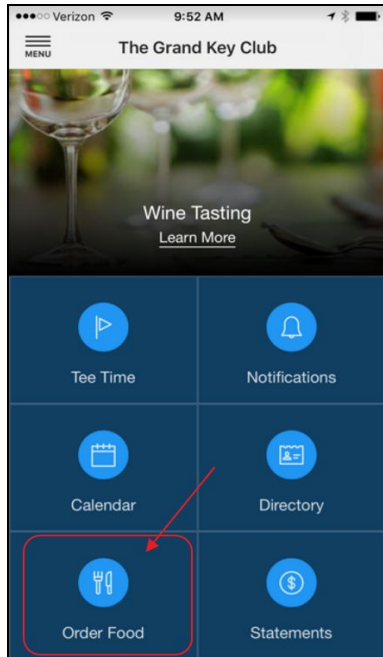 Verizon 9:52 AM
MENU The Grand Key Club
Wine Tasting
Learn More
Tee Time Notifications
Calendar Directory
Order Food Statements